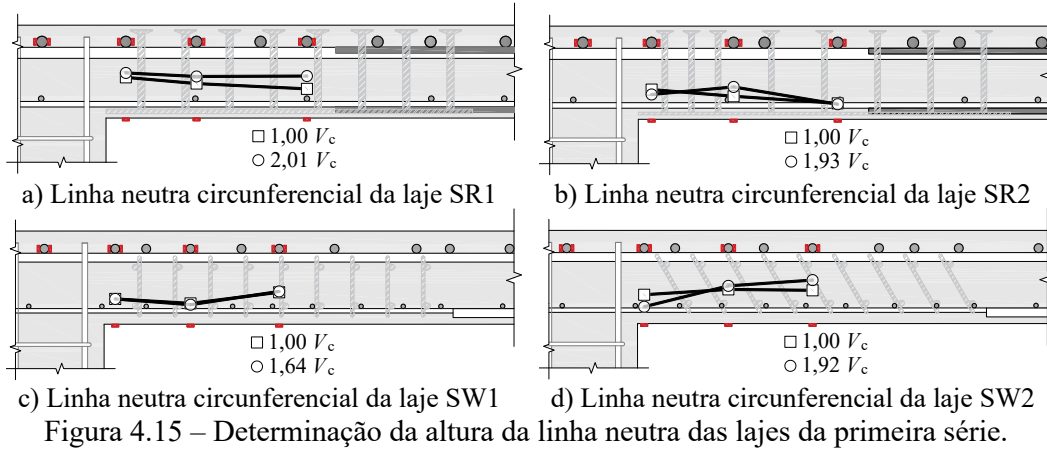 □ 1,00 Vc
○ 2,01 Vc
a) Linha neutra circunferencial da laje SR1
□ 1,00 Vc
○ 1,93 Vc
b) Linha neutra circunferencial da laje SR2
□ 1,00 Vc
○ 1,64 Vc
c) Linha neutra circunferencial da laje SW1
□ 1,00 Vc
○ 1,92 Vc
d) Linha neutra circunferencial da laje SW2
Figura 4.15 – Determinação da altura da linha neutra das lajes da primeira série.